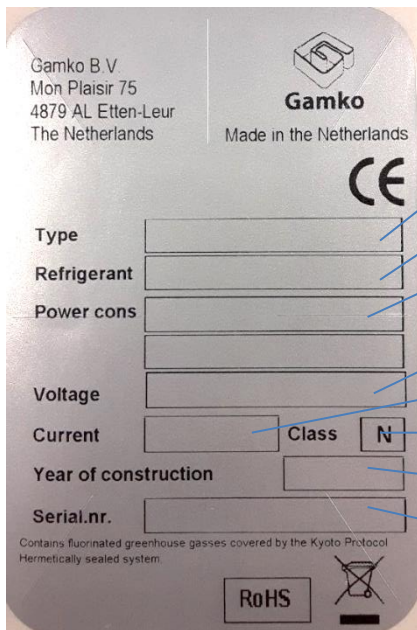 Gamko B.V.
Mon Plaisir 75
4879 AL Etten-Leur
The Netherlands
Gamko
Made in the Netherlands
CE
Type
Refrigerant
Power cons
Voltage
Current Class N
Year of construction
Serial.nr.
Contains fluorinated greenhouse gasses covered by the Kyoto Protocol
Hermetically sealed system.
RoHS